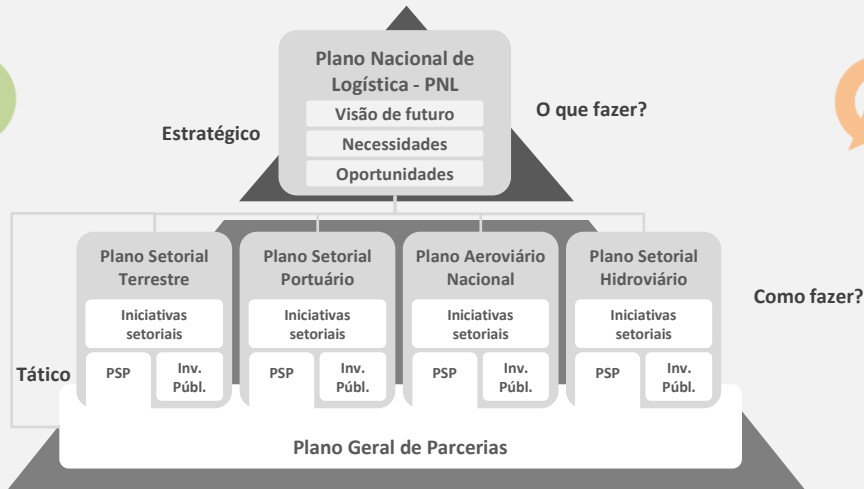 Plano Nacional de
Logística - PNL
Visão de futuro
Necessidades
Oportunidades
Estratégico
O que fazer?
Plano Setorial
Terrestre
Iniciativas
setoriais
PSP
Inv.
Públ.
Plano Setorial
Portuário
Iniciativas
setoriais
PSP
Inv.
Públ.
Plano Aeroviário
Nacional
Iniciativas
setoriais
PSP
Inv.
Públ.
Plano Setorial
Hidroviário
Iniciativas
setoriais
PSP
Inv.
Públ.
Como fazer?
Tático
Plano Geral de Parcerias